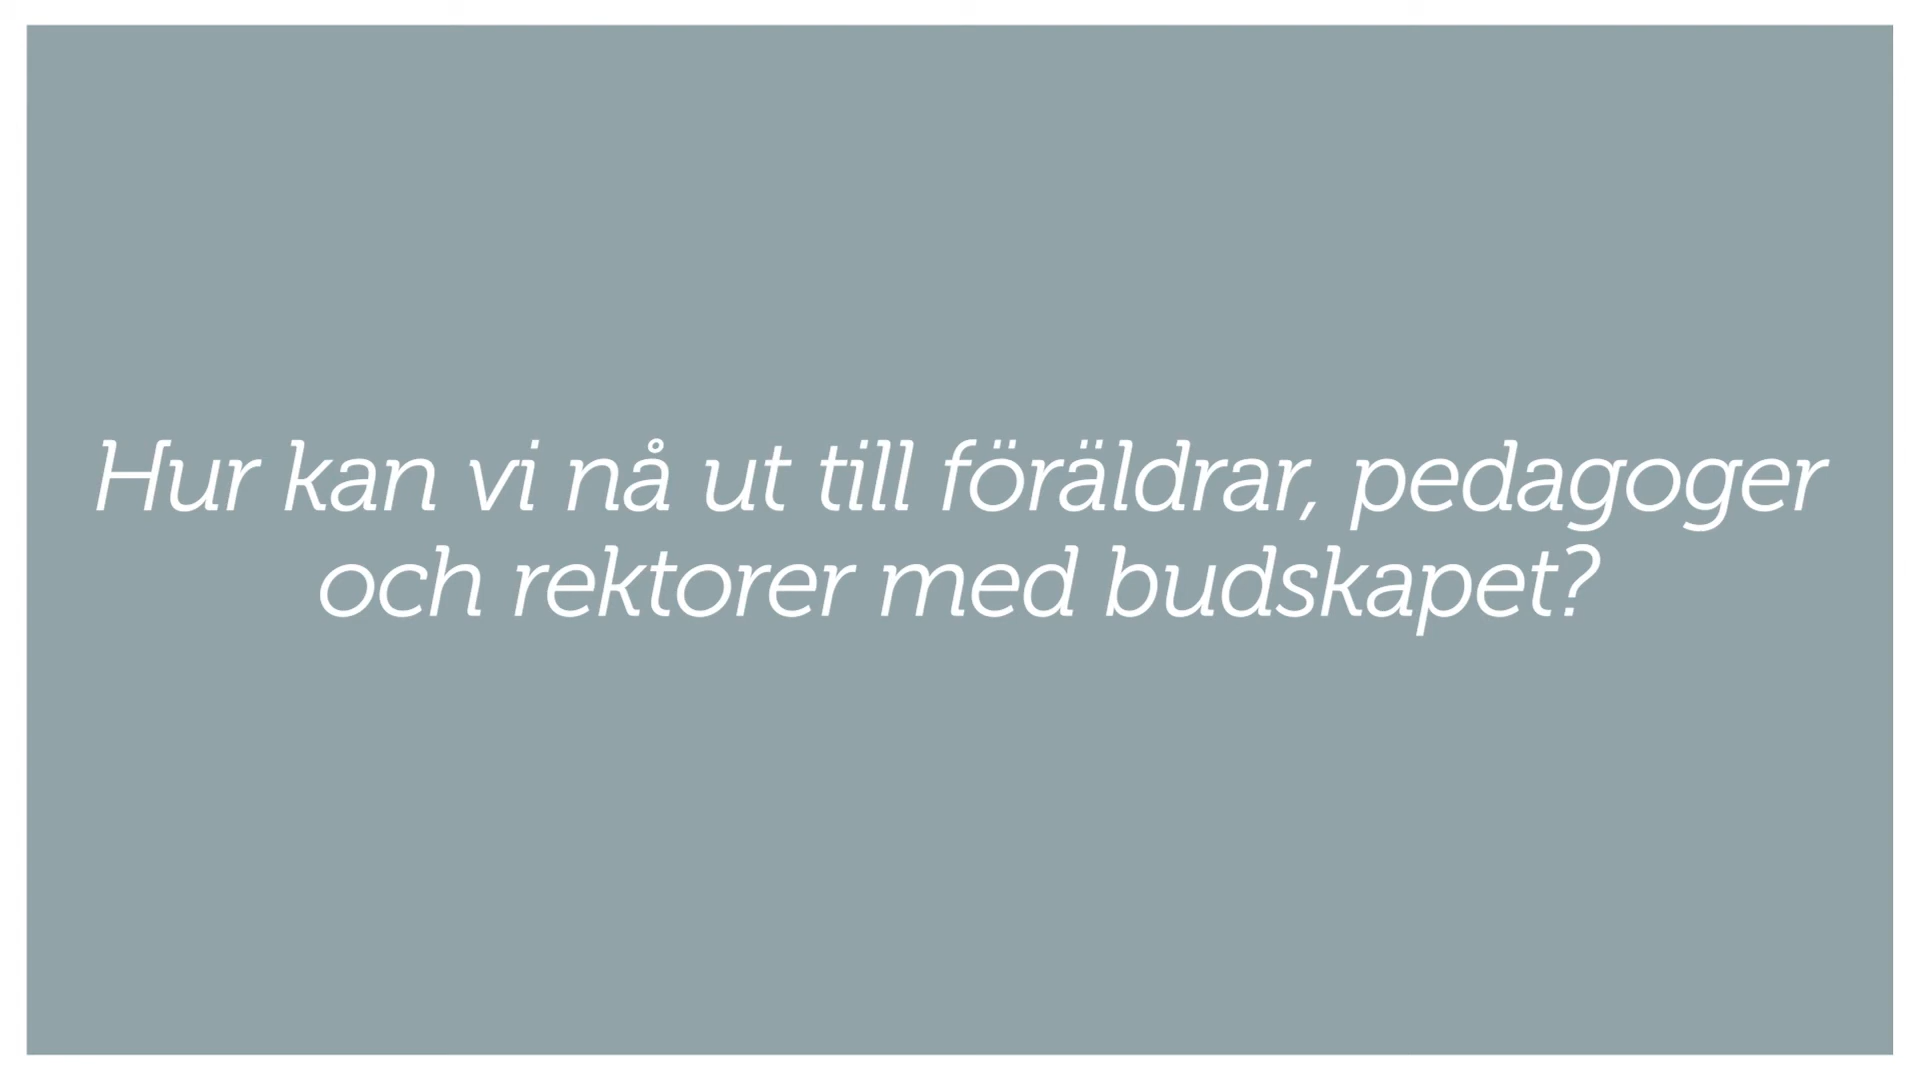 Hur kan vi nå ut till föräldrar, pedagoger
och rektorer med budskapet?